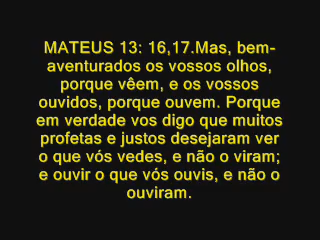 MATEUS 13: 16,17.Mas, bem-
aventurados os vossos olhos,
porque vêem, e os vossos
ouvidos, porque ouvem. Porque
em verdade vos digo que muitos
profetas e justos desejaram ver
o que vós vedes, e não o viram;
e ouvir o que vós ouvis, e não o
ouviram.